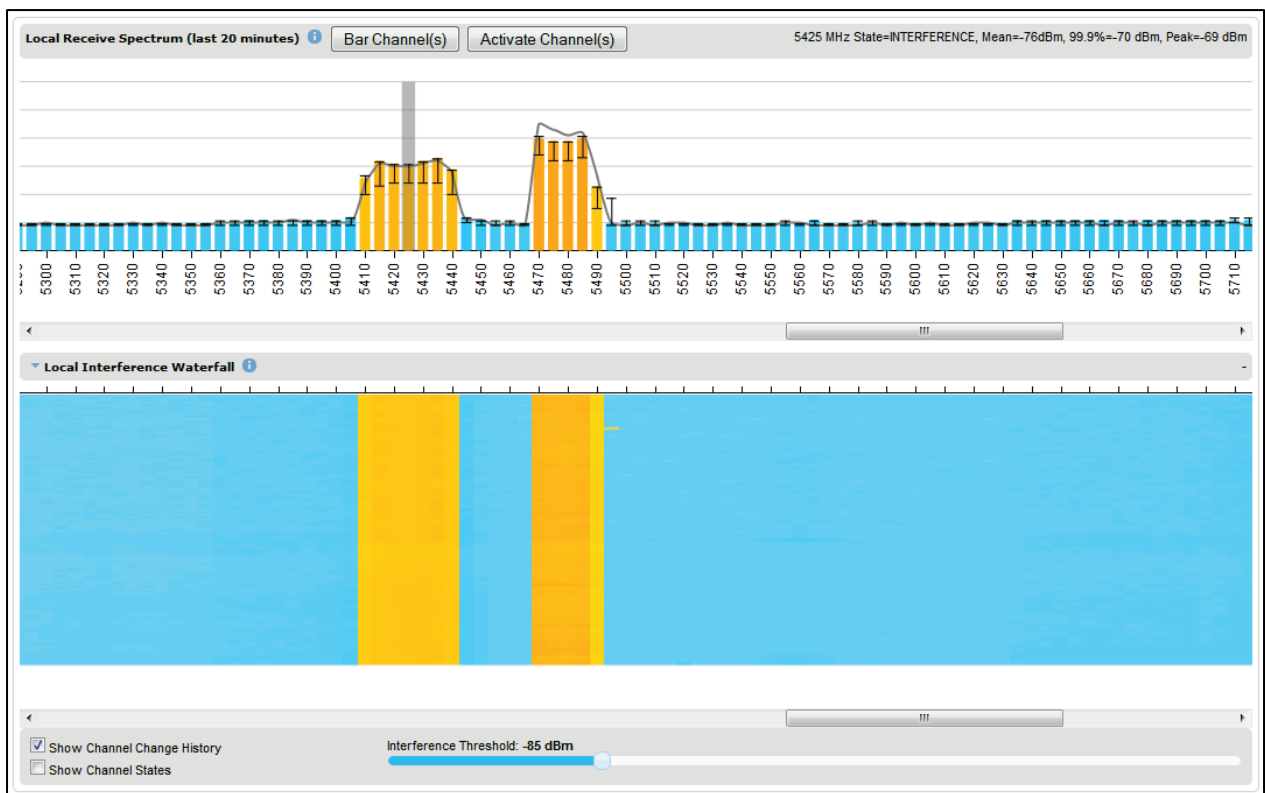 Local Receive Spectrum (last 20 minutes) Bar Channel(s) Activate Channel(s) 5425 MHz State=INTERFERENCE, Mean=-76dBm, 99.9%=-70 dBm, Peak=-69 dBm
5300 5310 5320 5330 5340 5350 5360 5370 5380 5390 5400 5410 5420 5430 5440 5450 5460 5470 5480 5490 5500 5510 5520 5530 5540 5550 5560 5570 5580 5590 5600 5610 5620 5630 5640 5650 5660 5670 5680 5690 5700 5710
Local Interference Waterfall -
Show Channel Change History Interference Threshold: -85 dBm
Show Channel States